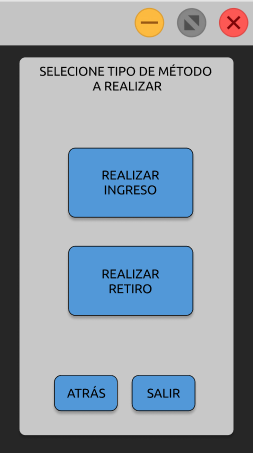 SELECIONE TIPO DE MÉTODO
A REALIZAR
REALIZAR
INGRESO
REALIZAR
RETIRO
ATRÁS
SALIR